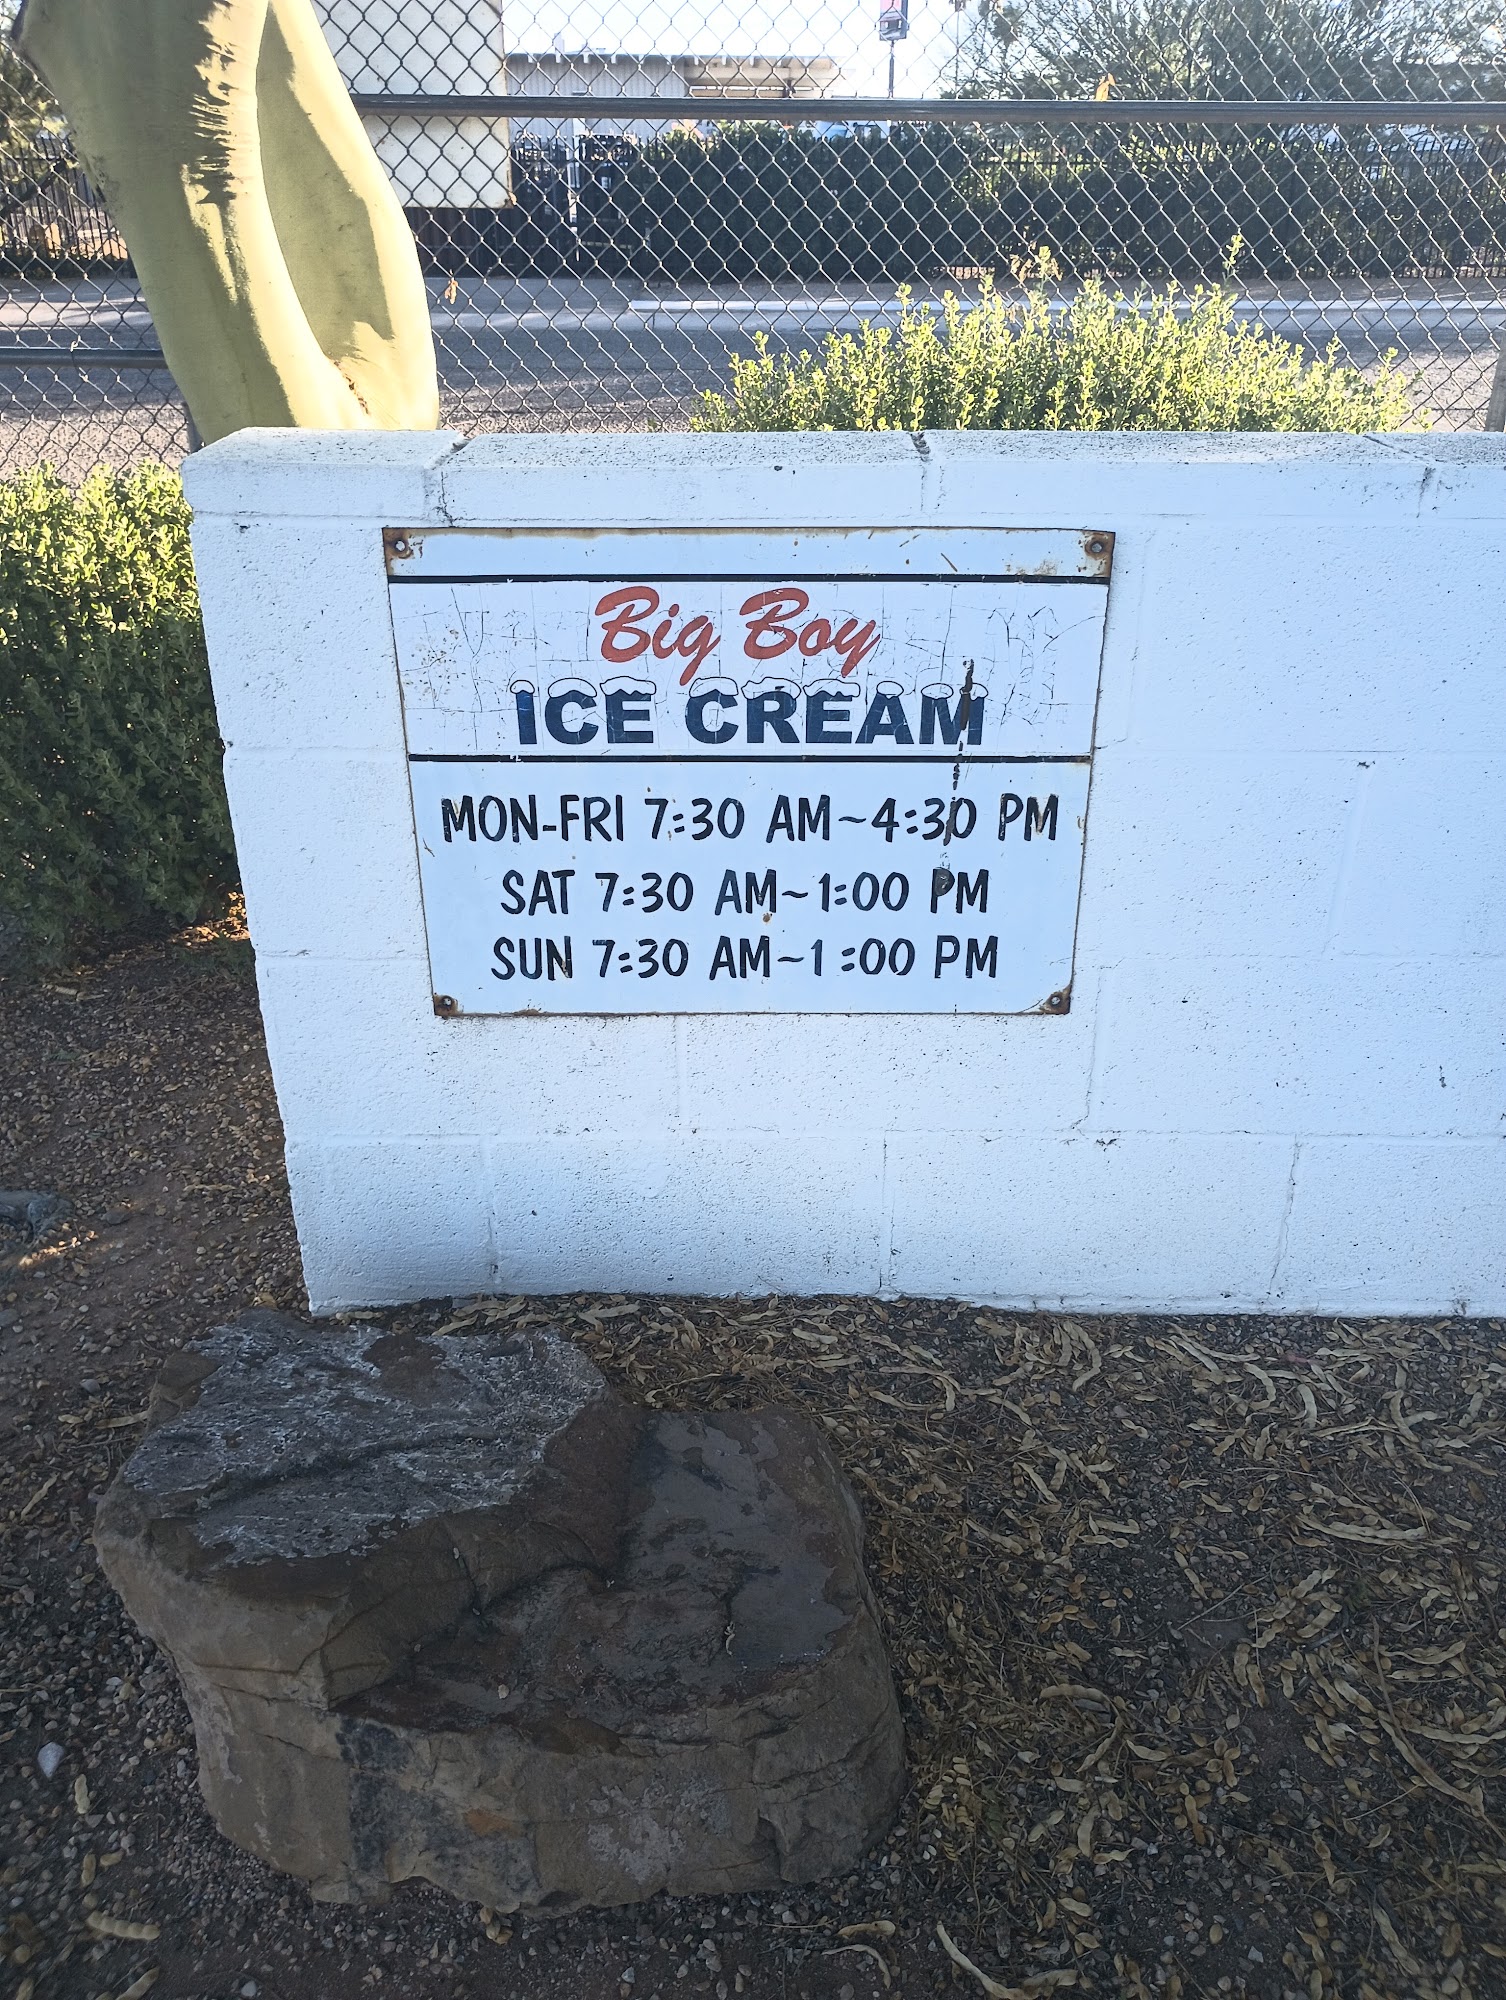 Big Boy
ICE CREAM
MON-FRI 7:30 AM~4:30 PM
SAT 7:30 AM~1:00 PM
SUN 7:30 AM~1:00 PM